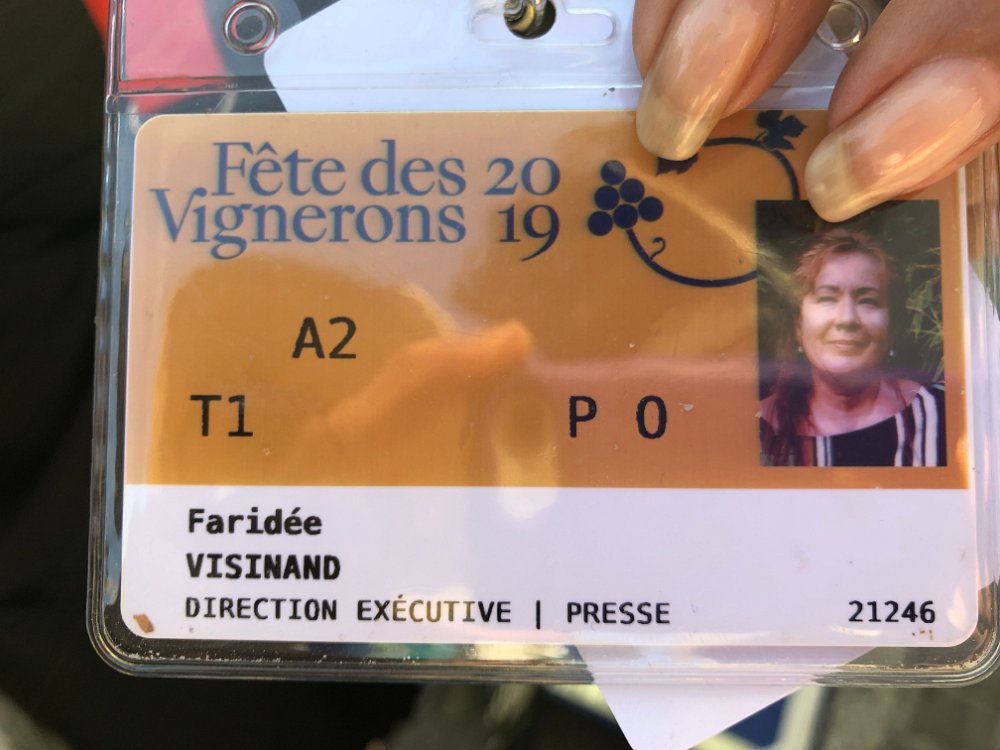 Fête des 20
Vignerons 19
A2
T1 P O
Faridée
VISINAND
DIRECTION EXÉCUTIVE | PRESSE 21246